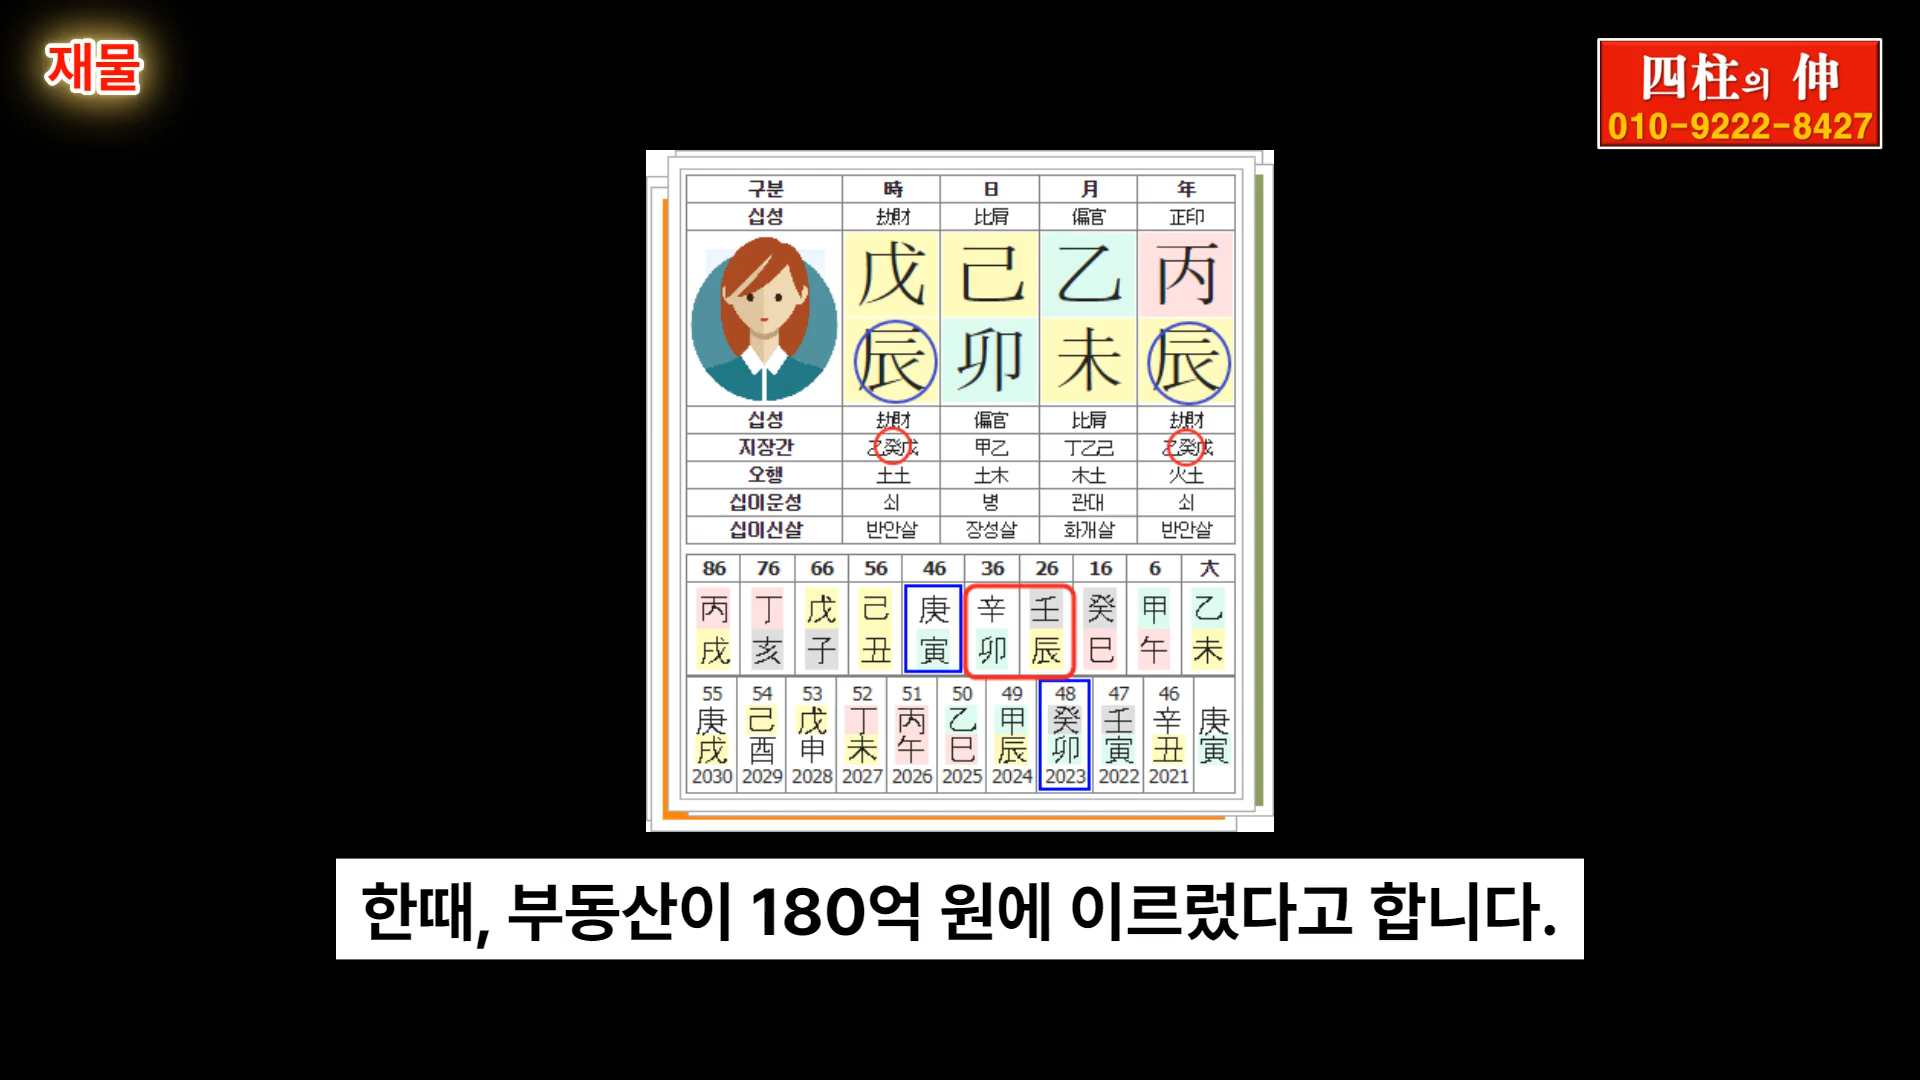 재물
四柱의 伸
010-9222-8427
구분 時 日 月 年
십성 劫財 比肩 偏官 正印
戊 己 乙 丙
辰 卯 未 辰
십성 劫財 偏官 比肩 劫財
지장간 乙癸戊 甲乙 丁乙己 乙癸戊
오행 土土 土木 木土 火土
십이운성 쇠 병 관대 쇠
십이신살 반안살 장성살 화개살 반안살
86 76 66 56 46 36 26 16 6 大
丙 丁 戊 己 庚 辛 壬 癸 甲 乙
戌 亥 子 丑 寅 卯 辰 巳 午 未
55 54 53 52 51 50 49 48 47 46
庚 己 戊 丁 丙 乙 甲 癸 壬 辛 庚
戌 酉 申 未 午 巳 辰 卯 寅 丑 寅
2030 2029 2028 2027 2026 2025 2024 2023 2022 2021
한때, 부동산이 180억 원에 이르렀다고 합니다.